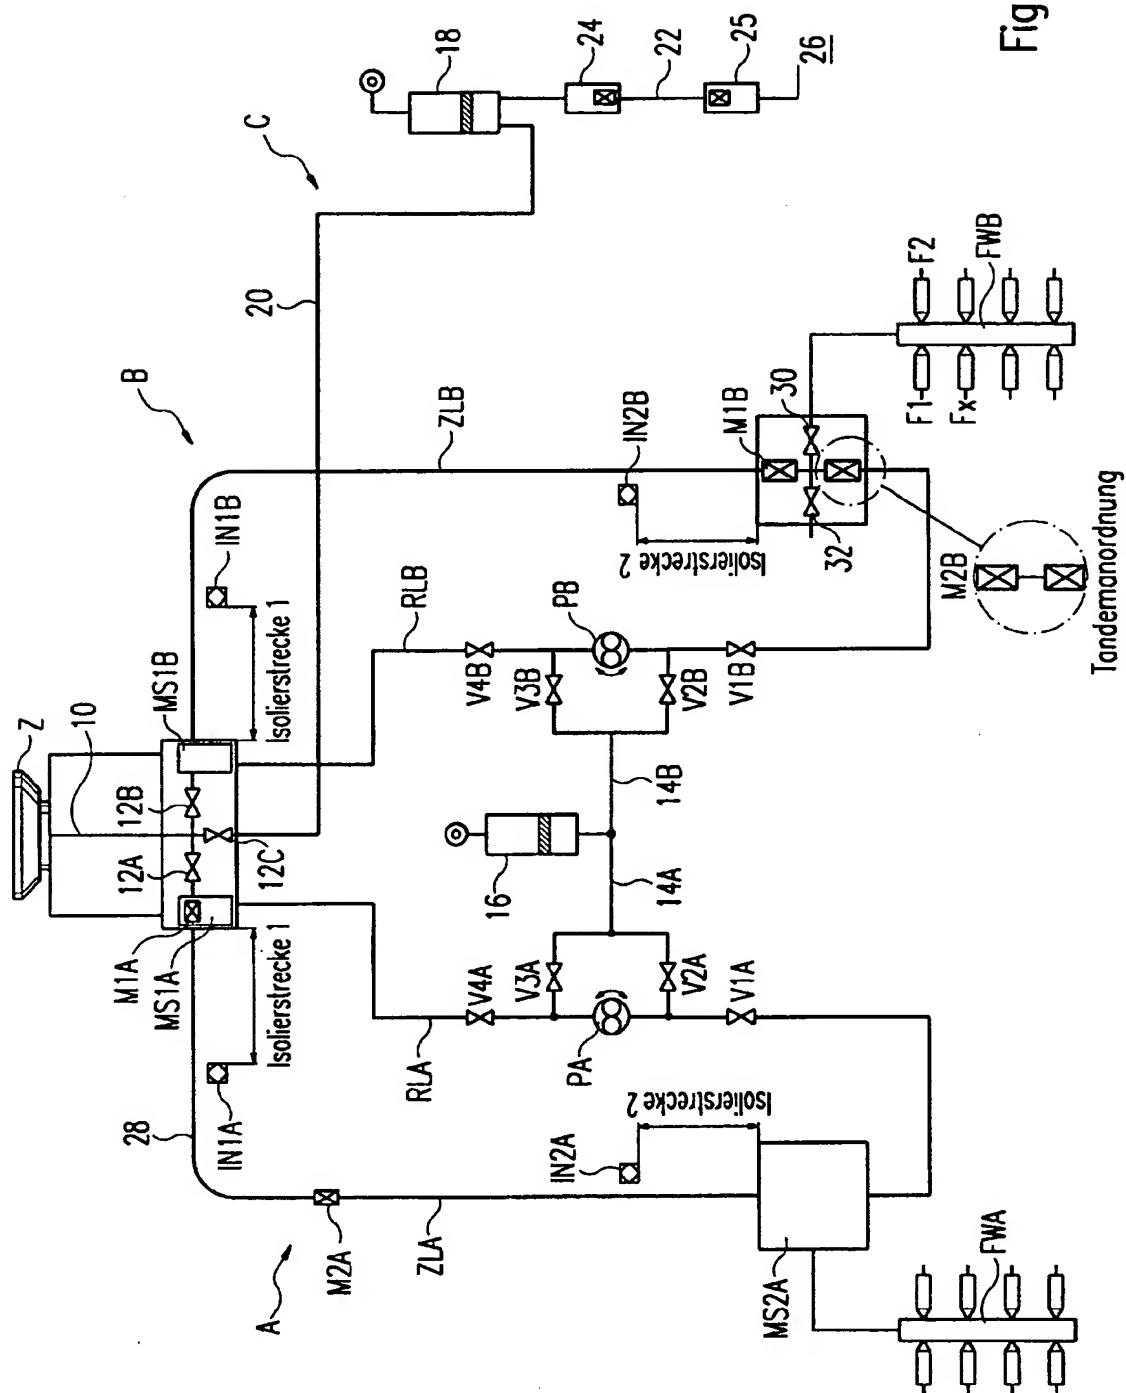 Fig
Z
10
C
18
24
22
25
26
B
20
MS1B
12B
12A
12C
M1A
MS1A
IN1B
Isolierstrecke 1
Isolierstrecke 1
IN1A
28
ZLB
RLB
RLA
V4B
V3B
PB
V2B
V1B
14B
14A
16
V4A
V3A
PA
V2A
V1A
IN2B
Isolierstrecke 2
M1B
30
32
M2B
Tandemanordnung
F1
F2
Fx
FWB
A
M2A
ZLA
IN2A
Isolierstrecke 2
MS2A
FWA